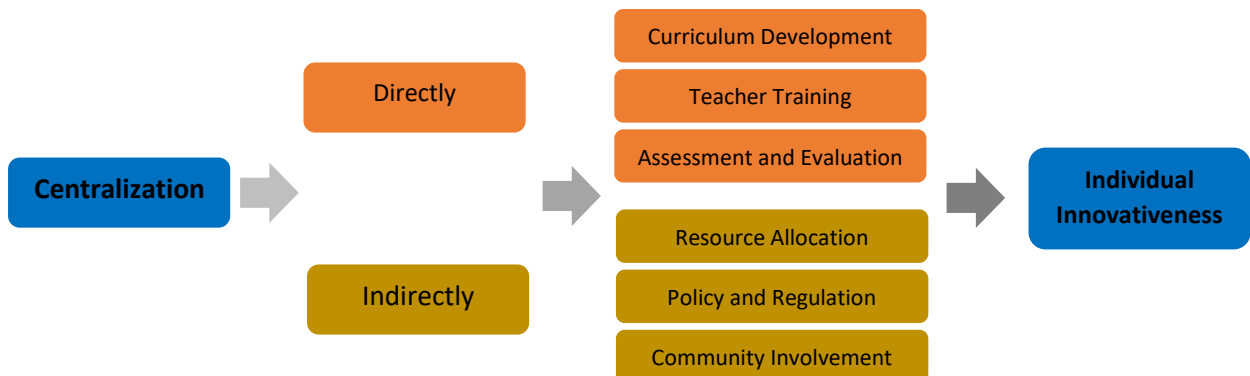 Centralization
Directly
Indirectly
Curriculum Development
Teacher Training
Assessment and Evaluation
Resource Allocation
Policy and Regulation
Community Involvement
Individual
Innovativeness